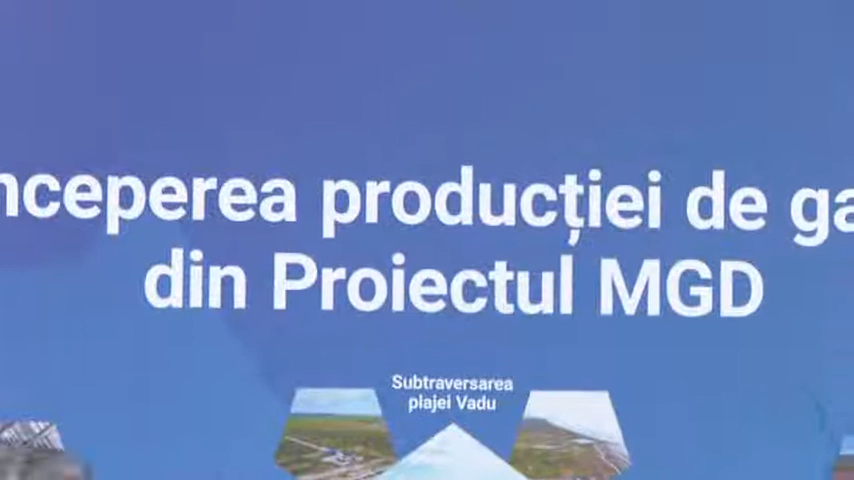 nceperea producției de ga
din Proiectul MGD
Subtraversarea
plajei Vadu